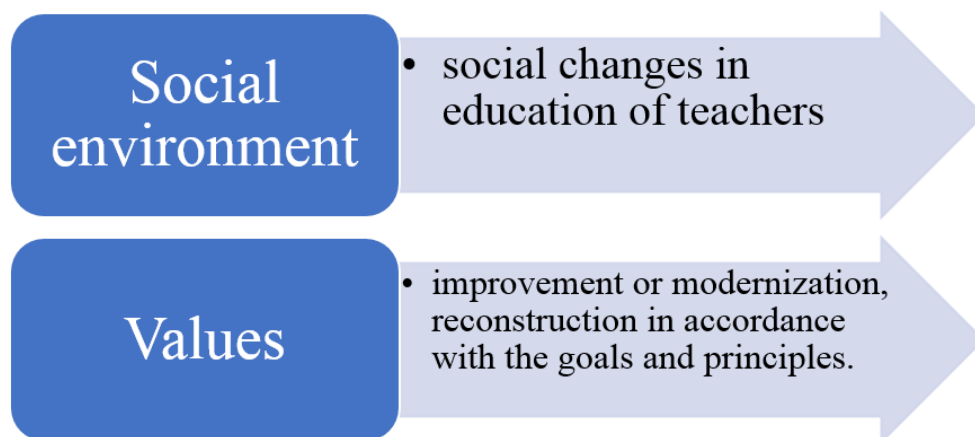 Social
environment
• social changes in
education of teachers
Values
• improvement or modernization,
reconstruction in accordance
with the goals and principles.